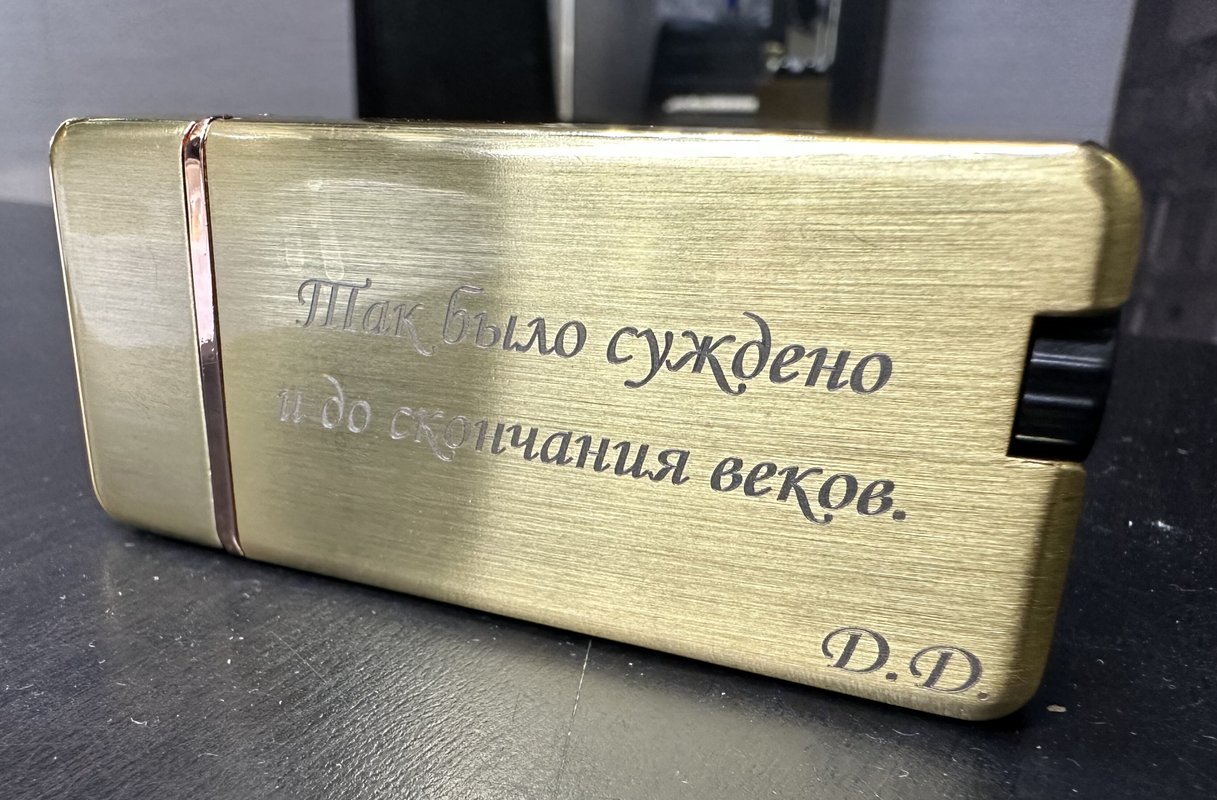 Так было суждено
и до скончания веков.
D.D.